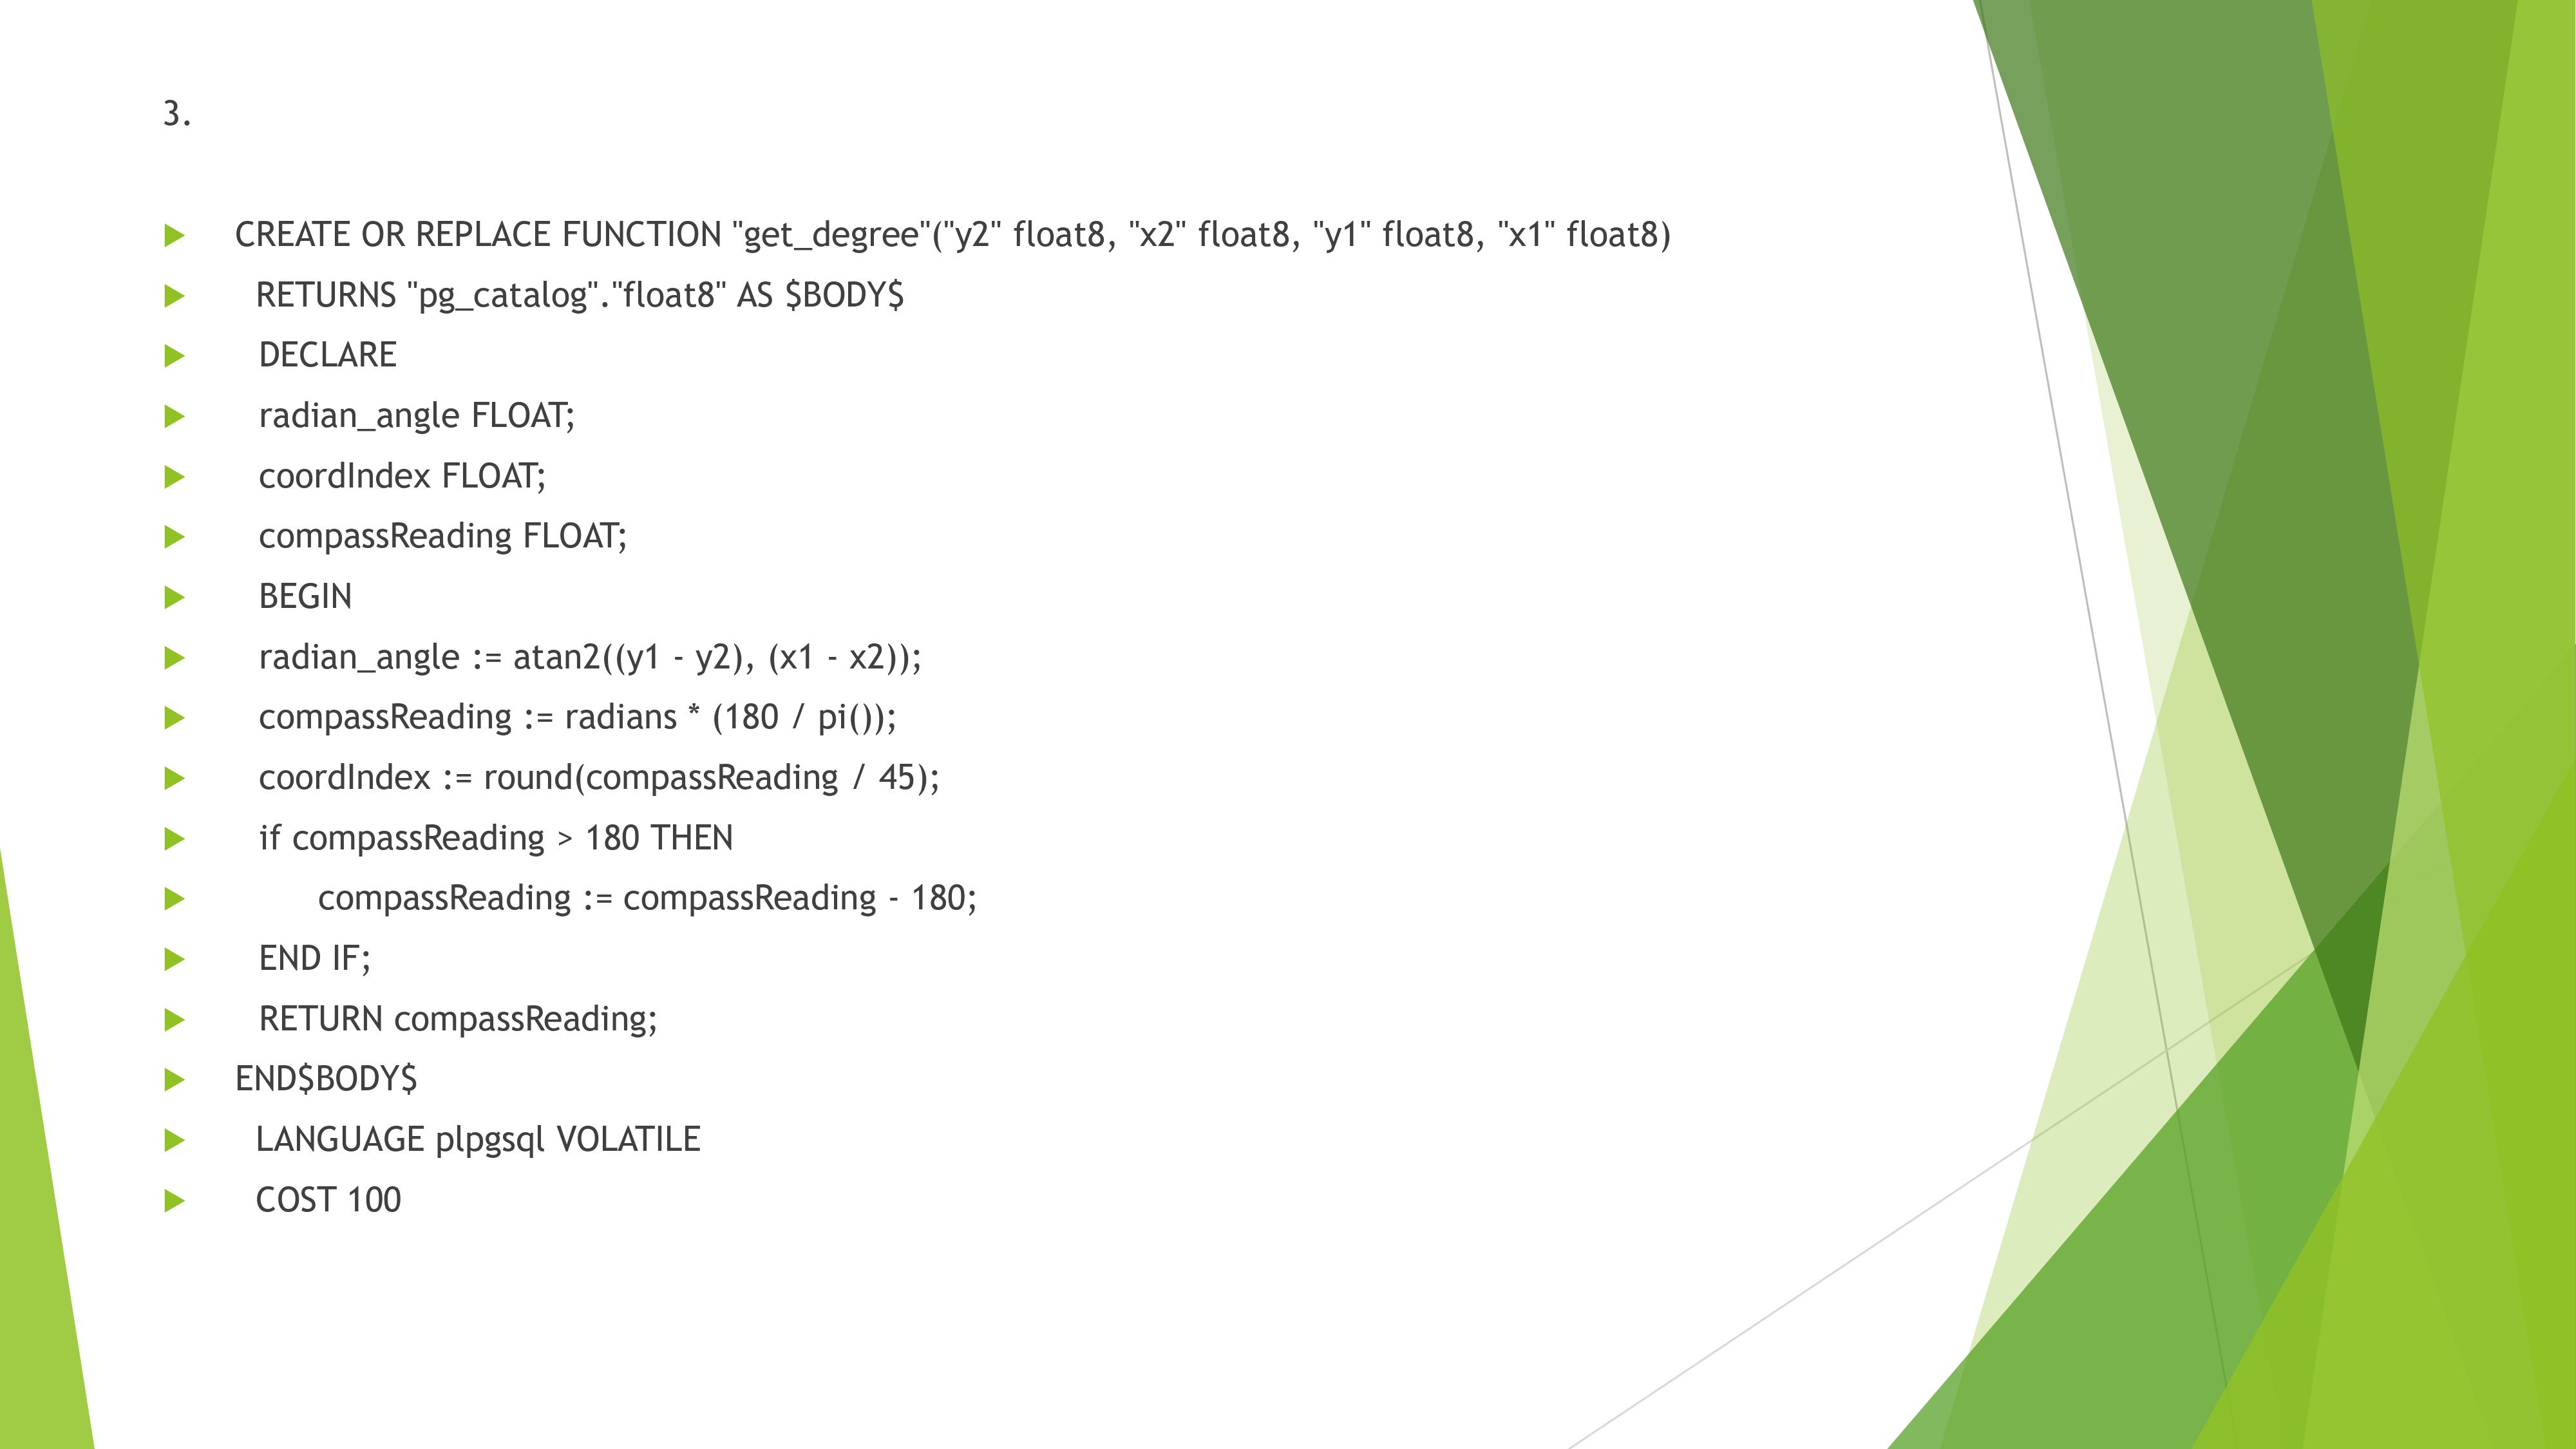 3.
CREATE OR REPLACE FUNCTION "get_degree"("y2" float8, "x2" float8, "y1" float8, "x1" float8)
RETURNS "pg_catalog"."float8" AS $BODY$
DECLARE
radian_angle FLOAT;
coordIndex FLOAT;
compassReading FLOAT;
BEGIN
radian_angle := atan2((y1 - y2), (x1 - x2));
compassReading := radians * (180 / pi());
coordIndex := round(compassReading / 45);
if compassReading > 180 THEN
compassReading := compassReading - 180;
END IF;
RETURN compassReading;
END$BODY$
LANGUAGE plpgsql VOLATILE
COST 100